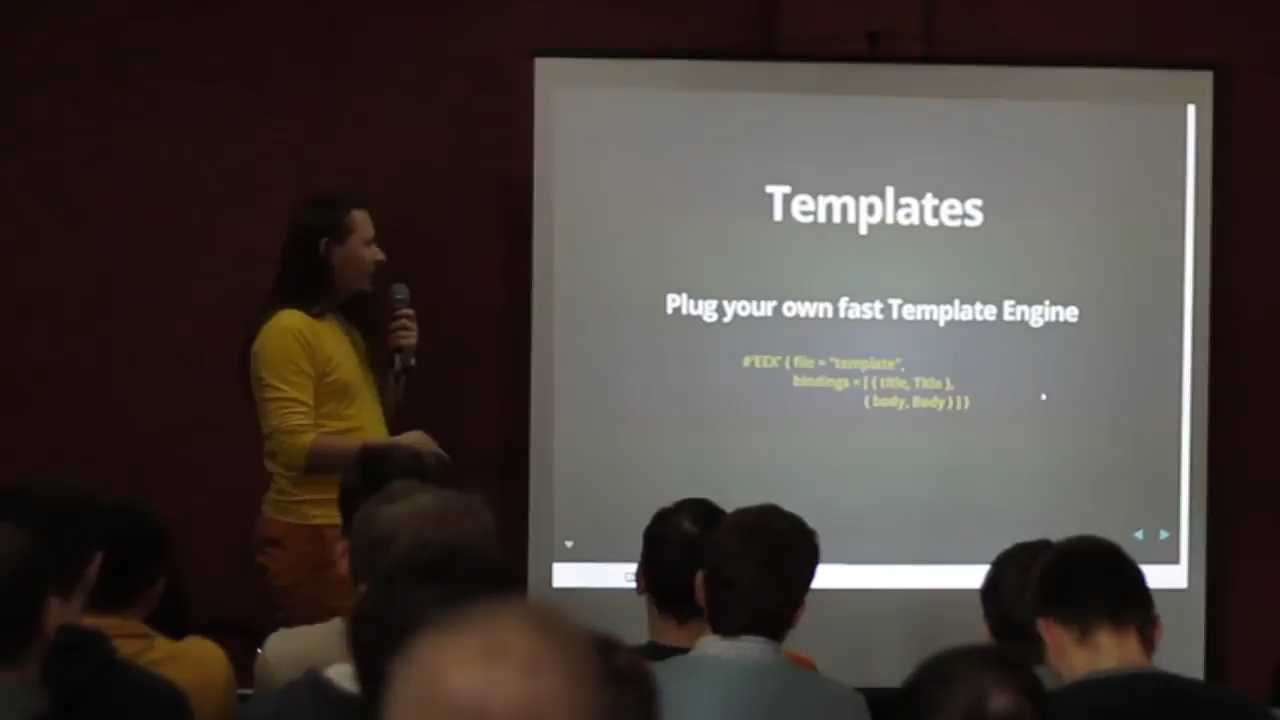 Templates
Plug your own fast Template Engine
#'EEX' { file = "template",
bindings = [ { title, Title },
{ body, Body } ] }